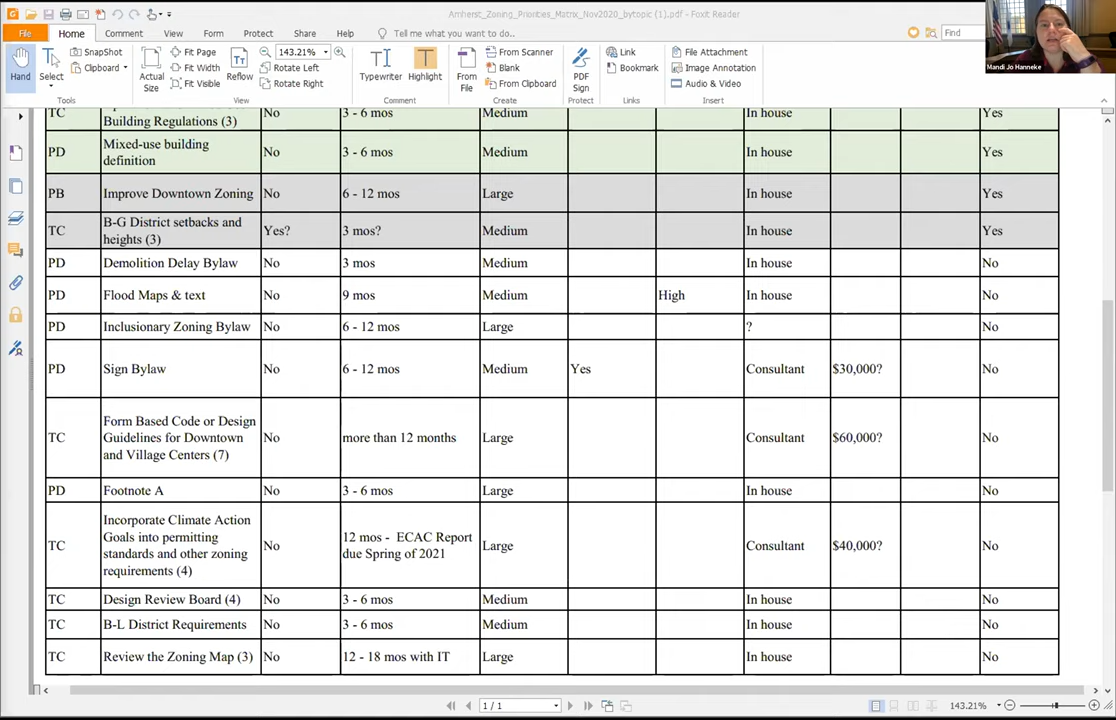 Amherst_Zoning_Priorities_Matrix_Nov2020_bytopic (1).pdf - Foxit Reader
File Home Comment View Form Protect Share Help Tell me what you want to do.. Find
Hand Select SnapShot Clipboard Actual Size Fit Page Fit Width Fit Visible Reflow 143.21% Rotate Left Rotate Right Typewriter Highlight From File From Scanner Blank From Clipboard PDF Sign Link Bookmark File Attachment Image Annotation Audio & Video
Tools View Comment Create Protect Links Insert
Mandi Jo Hanneke
TC Building Regulations (3) No 3 - 6 mos Medium In house Yes
PD Mixed-use building definition No 3 - 6 mos Medium In house Yes
PB Improve Downtown Zoning No 6 - 12 mos Large In house Yes
TC B-G District setbacks and heights (3) Yes? 3 mos? Medium In house Yes
PD Demolition Delay Bylaw No 3 mos Medium In house No
PD Flood Maps & text No 9 mos Medium High In house No
PD Inclusionary Zoning Bylaw No 6 - 12 mos Large ? No
PD Sign Bylaw No 6 - 12 mos Medium Yes Consultant $30,000? No
TC Form Based Code or Design Guidelines for Downtown and Village Centers (7) No more than 12 months Large Consultant $60,000? No
PD Footnote A No 3 - 6 mos Large In house No
TC Incorporate Climate Action Goals into permitting standards and other zoning requirements (4) No 12 mos - ECAC Report due Spring of 2021 Large Consultant $40,000? No
TC Design Review Board (4) No 3 - 6 mos Medium In house No
TC B-L District Requirements No 3 - 6 mos Medium In house No
TC Review the Zoning Map (3) No 12 - 18 mos with IT Large In house No
1 / 1 143.21%